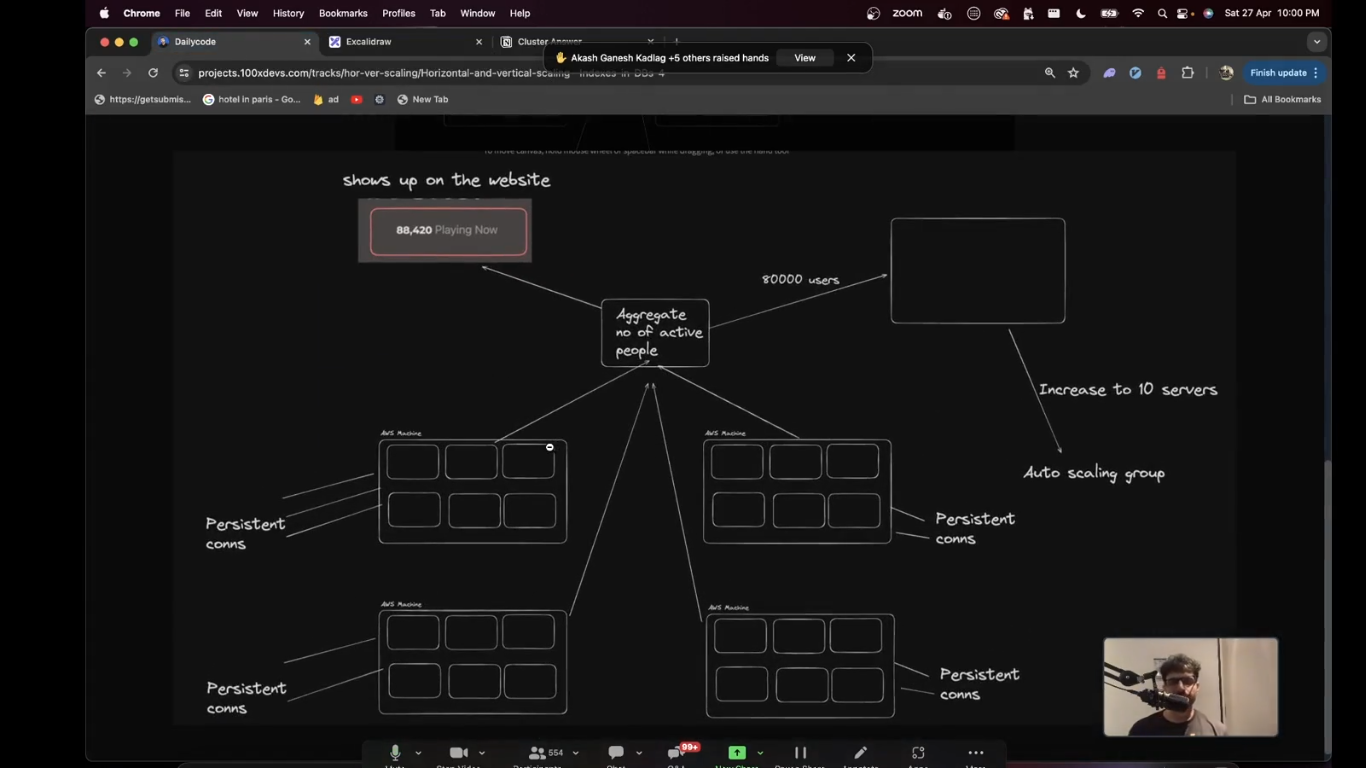 Chrome File Edit View History Bookmarks Profiles Tab Window Help
zoom
Sat 27 Apr 10:00 PM
Dailycode
Excalidraw
Cluster Answer
Akash Ganesh Kadlag +5 others raised hands View
projects.100xdevs.com/tracks/hor-ver-scaling/Horizontal-and-vertical-scaling--Indexes-in-DBs-4
Finish update
https://getsubmis...
hotel in paris - Go...
ad
New Tab
All Bookmarks
To move canvas, hold mouse wheel or spacebar while dragging, or use the hand tool
shows up on the website
88,420 Playing Now
80000 users
Aggregate
no of active
people
Increase to 10 servers
Auto scaling group
AWS Machine
AWS Machine
Persistent
conns
Persistent
conns
AWS Machine
AWS Machine
Persistent
conns
Persistent
conns
554
99+